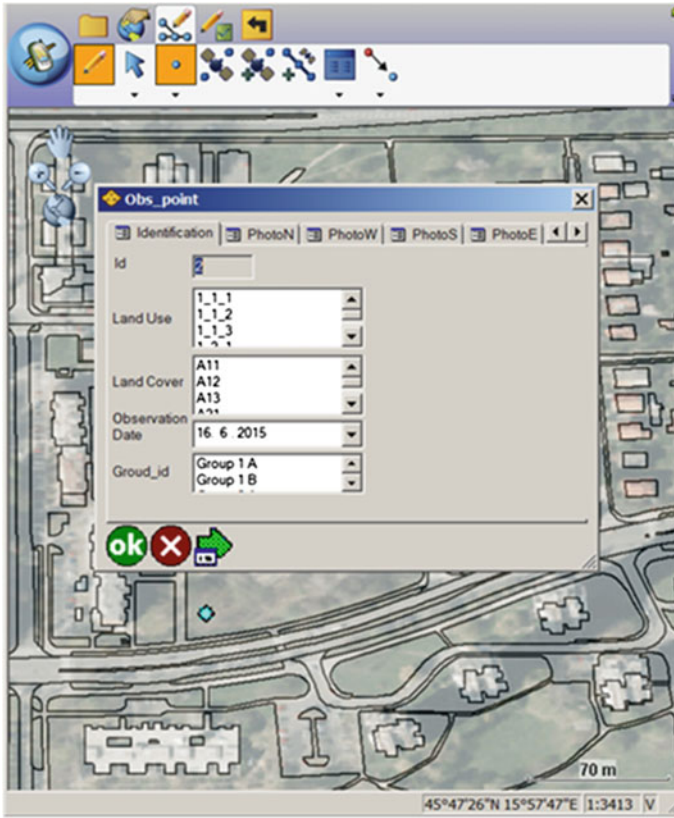 Obs_point
Identification PhotoN PhotoW PhotoS PhotoE
Id 2
Land Use
1_1_1
1_1_2
1_1_3
Land Cover
A11
A12
A13
A21
Observation
Date
16. 6 . 2015
Groud_id
Group 1 A
Group 1 B
ok
70 m
45°47'26"N 15°57'47"E 1:3413 V